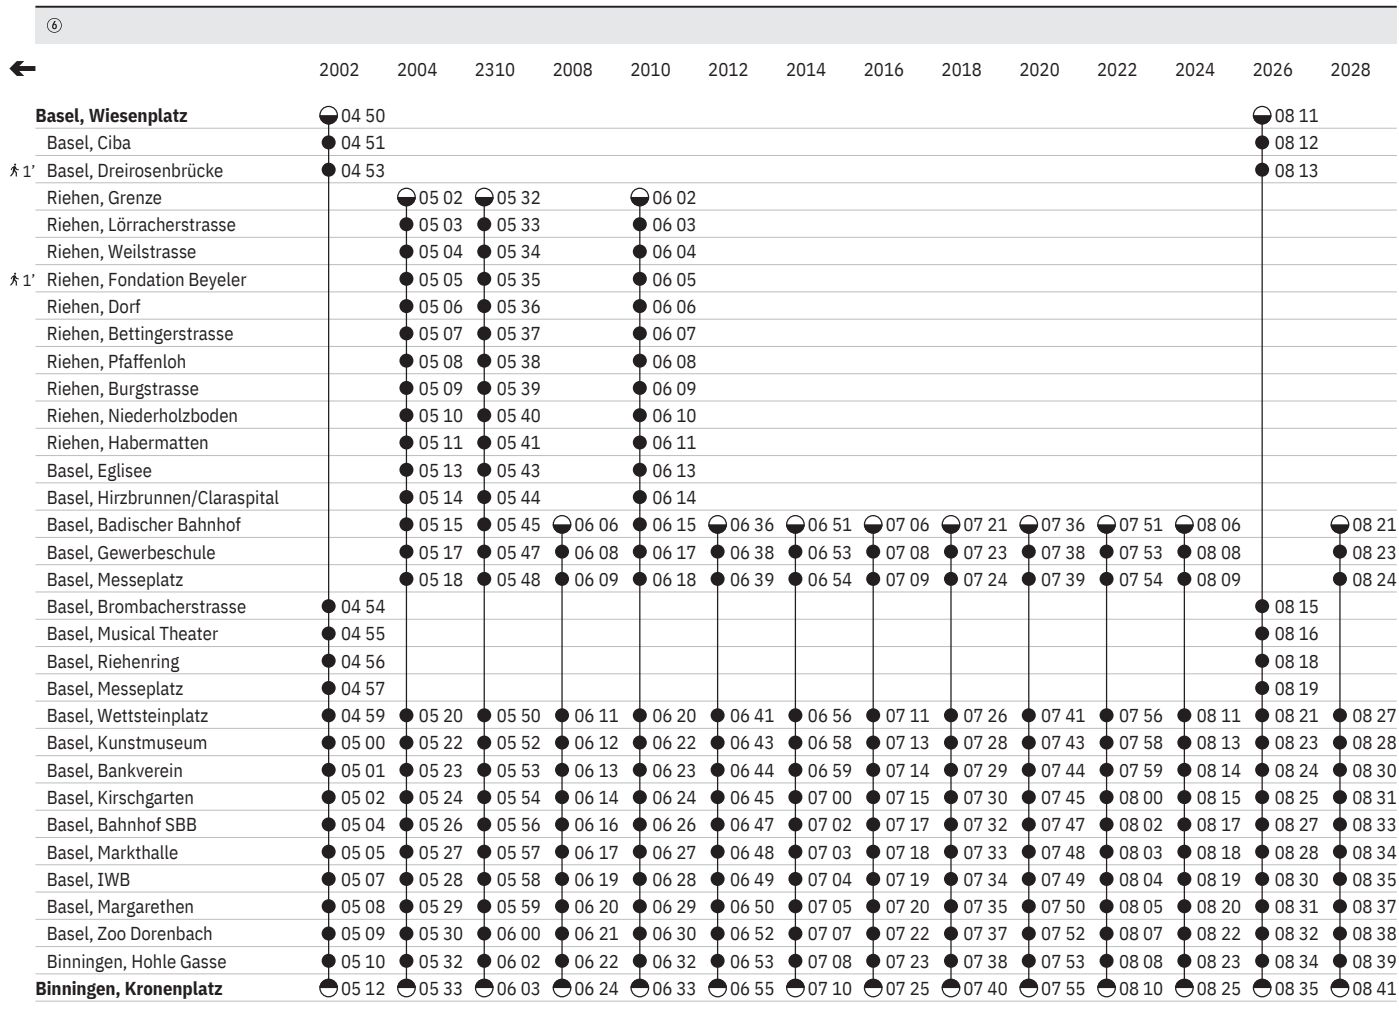 ⑥
← 2002 2004 2310 2008 2010 2012 2014 2016 2018 2020 2022 2024 2026 2028
Basel, Wiesenplatz 04 50 08 11
Basel, Ciba 04 51 08 12
1’ Basel, Dreirosenbrücke 04 53 08 13
Riehen, Grenze 05 02 05 32 06 02
Riehen, Lörracherstrasse 05 03 05 33 06 03
Riehen, Weilstrasse 05 04 05 34 06 04
1’ Riehen, Fondation Beyeler 05 05 05 35 06 05
Riehen, Dorf 05 06 05 36 06 06
Riehen, Bettingerstrasse 05 07 05 37 06 07
Riehen, Pfaffenloh 05 08 05 38 06 08
Riehen, Burgstrasse 05 09 05 39 06 09
Riehen, Niederholzboden 05 10 05 40 06 10
Riehen, Habermatten 05 11 05 41 06 11
Basel, Eglisee 05 13 05 43 06 13
Basel, Hirzbrunnen/Claraspital 05 14 05 44 06 14
Basel, Badischer Bahnhof 05 15 05 45 06 06 06 15 06 36 06 51 07 06 07 21 07 36 07 51 08 06 08 21
Basel, Gewerbeschule 05 17 05 47 06 08 06 17 06 38 06 53 07 08 07 23 07 38 07 53 08 08 08 23
Basel, Messeplatz 05 18 05 48 06 09 06 18 06 39 06 54 07 09 07 24 07 39 07 54 08 09 08 24
Basel, Brombacherstrasse 04 54 08 15
Basel, Musical Theater 04 55 08 16
Basel, Riehenring 04 56 08 18
Basel, Messeplatz 04 57 08 19
Basel, Wettsteinplatz 04 59 05 20 05 50 06 11 06 20 06 41 06 56 07 11 07 26 07 41 07 56 08 11 08 21 08 27
Basel, Kunstmuseum 05 00 05 22 05 52 06 12 06 22 06 43 06 58 07 13 07 28 07 43 07 58 08 13 08 23 08 28
Basel, Bankverein 05 01 05 23 05 53 06 13 06 23 06 44 06 59 07 14 07 29 07 44 07 59 08 14 08 24 08 30
Basel, Kirschgarten 05 02 05 24 05 54 06 14 06 24 06 45 07 00 07 15 07 30 07 45 08 00 08 15 08 25 08 31
Basel, Bahnhof SBB 05 04 05 26 05 56 06 16 06 26 06 47 07 02 07 17 07 32 07 47 08 02 08 17 08 27 08 33
Basel, Markthalle 05 05 05 27 05 57 06 17 06 27 06 48 07 03 07 18 07 33 07 48 08 03 08 18 08 28 08 34
Basel, IWB 05 07 05 28 05 58 06 19 06 28 06 49 07 04 07 19 07 34 07 49 08 04 08 19 08 30 08 35
Basel, Margarethen 05 08 05 29 05 59 06 20 06 29 06 50 07 05 07 20 07 35 07 50 08 05 08 20 08 31 08 37
Basel, Zoo Dorenbach 05 09 05 30 06 00 06 21 06 30 06 52 07 07 07 22 07 37 07 52 08 07 08 22 08 32 08 38
Binningen, Hohle Gasse 05 10 05 32 06 02 06 22 06 32 06 53 07 08 07 23 07 38 07 53 08 08 08 23 08 34 08 39
Binningen, Kronenplatz 05 12 05 33 06 03 06 24 06 33 06 55 07 10 07 25 07 40 07 55 08 10 08 25 08 35 08 41